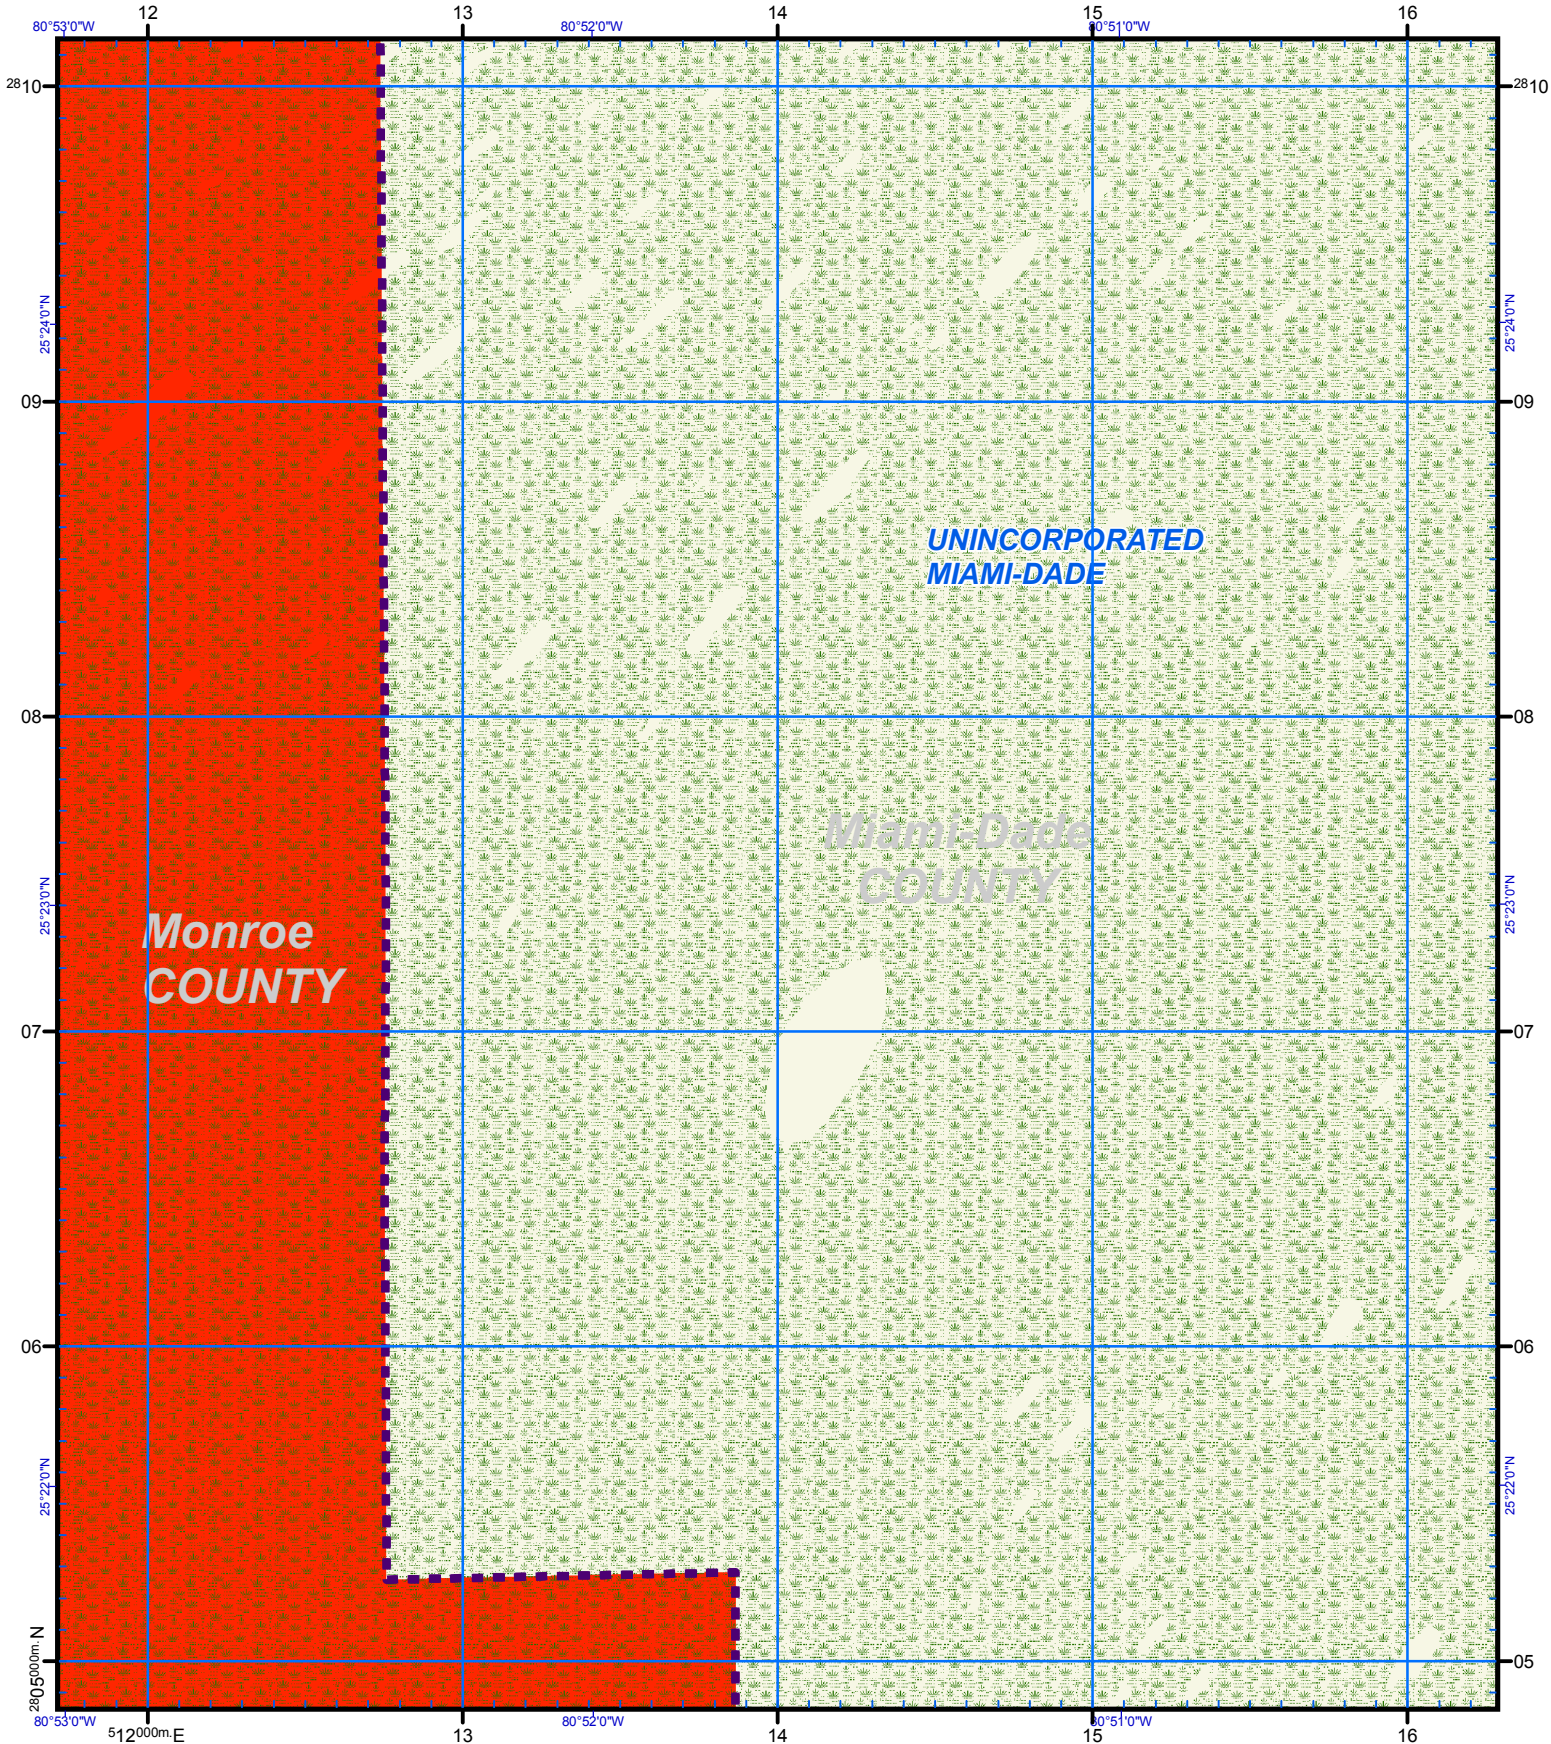 12 13 14 15 16
80°53'0"W 80°52'0"W 80°51'0"W
2810 2810
25°24'0"N 25°24'0"N
09 09
UNINCORPORATED
MIAMI-DADE
08 08
Miami-Dade
COUNTY
25°23'0"N 25°23'0"N
Monroe
COUNTY
07 07
06 06
25°22'0"N 25°22'0"N
2805000m. N 05
80°53'0"W 80°52'0"W 80°51'0"W
512000m. E 13 14 15 16